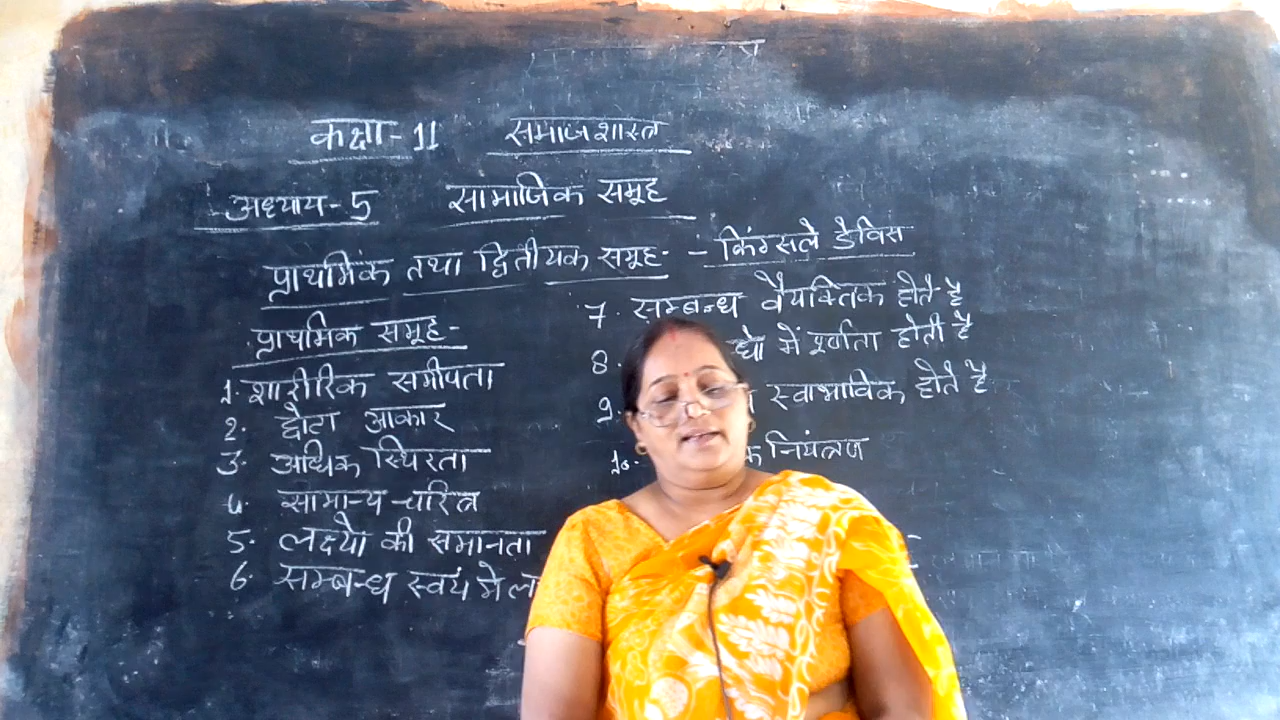 कक्षा-11 समाजशास्त्र
अध्याय-5 सामाजिक समूह
प्राथमिक तथा द्वितीयक समूह- - किंग्सले डेविस
प्राथमिक समूह-
1. शारीरिक समीपता
2. छोटा आकार
3. अधिक स्थिरता
4. सामान्य चरित्र
5. लक्ष्यो की समानता
6. सम्बन्ध स्वयं मे
7. सम्बन्ध वैयक्तिक होते है
8. में पूर्णता होती है
9. स्वाभाविक होते है
10. नियंत्रण